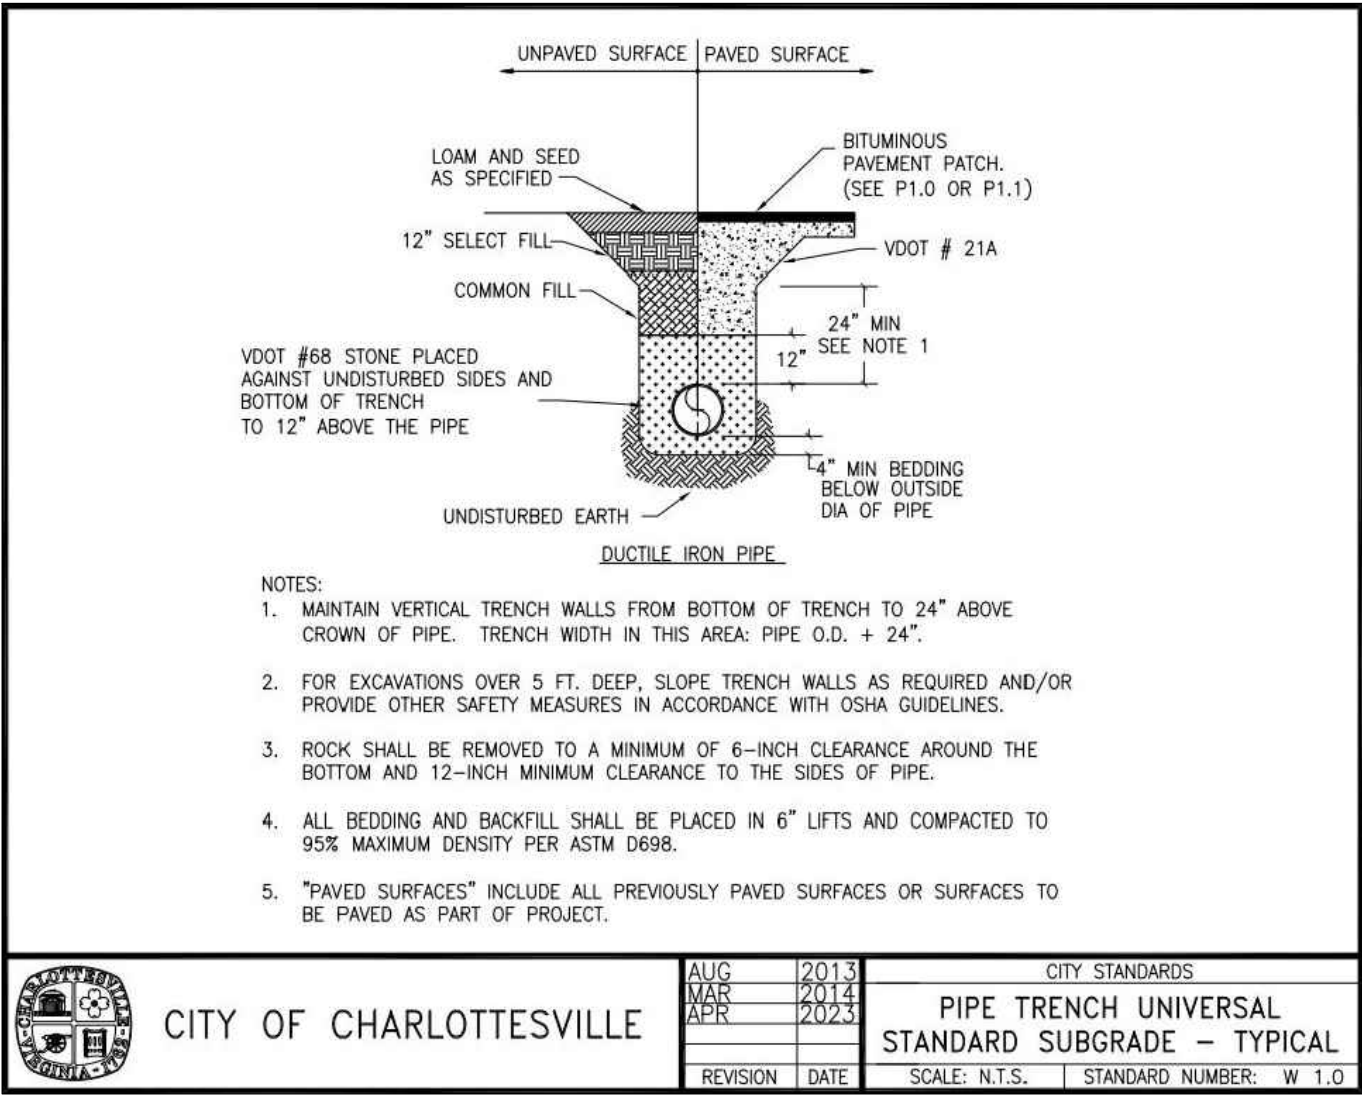 UNPAVED SURFACE
PAVED SURFACE
LOAM AND SEED
AS SPECIFIED
BITUMINOUS
PAVEMENT PATCH.
(SEE P1.0 OR P1.1)
12" SELECT FILL
VDOT # 21A
COMMON FILL
24" MIN
SEE NOTE 1
12"
VDOT #68 STONE PLACED
AGAINST UNDISTURBED SIDES AND
BOTTOM OF TRENCH
TO 12" ABOVE THE PIPE
4" MIN BEDDING
BELOW OUTSIDE
DIA OF PIPE
UNDISTURBED EARTH
DUCTILE IRON PIPE
NOTES:
1. MAINTAIN VERTICAL TRENCH WALLS FROM BOTTOM OF TRENCH TO 24" ABOVE
CROWN OF PIPE. TRENCH WIDTH IN THIS AREA: PIPE O.D. + 24".
2. FOR EXCAVATIONS OVER 5 FT. DEEP, SLOPE TRENCH WALLS AS REQUIRED AND/OR
PROVIDE OTHER SAFETY MEASURES IN ACCORDANCE WITH OSHA GUIDELINES.
3. ROCK SHALL BE REMOVED TO A MINIMUM OF 6-INCH CLEARANCE AROUND THE
BOTTOM AND 12-INCH MINIMUM CLEARANCE TO THE SIDES OF PIPE.
4. ALL BEDDING AND BACKFILL SHALL BE PLACED IN 6" LIFTS AND COMPACTED TO
95% MAXIMUM DENSITY PER ASTM D698.
5. "PAVED SURFACES" INCLUDE ALL PREVIOUSLY PAVED SURFACES OR SURFACES TO
BE PAVED AS PART OF PROJECT.
CHARLOTTESVILLE
VIRGINIA-1762
CITY OF CHARLOTTESVILLE
AUG 2013
MAR 2014
APR 2023
REVISION DATE
CITY STANDARDS
PIPE TRENCH UNIVERSAL
STANDARD SUBGRADE - TYPICAL
SCALE: N.T.S.
STANDARD NUMBER: W 1.0